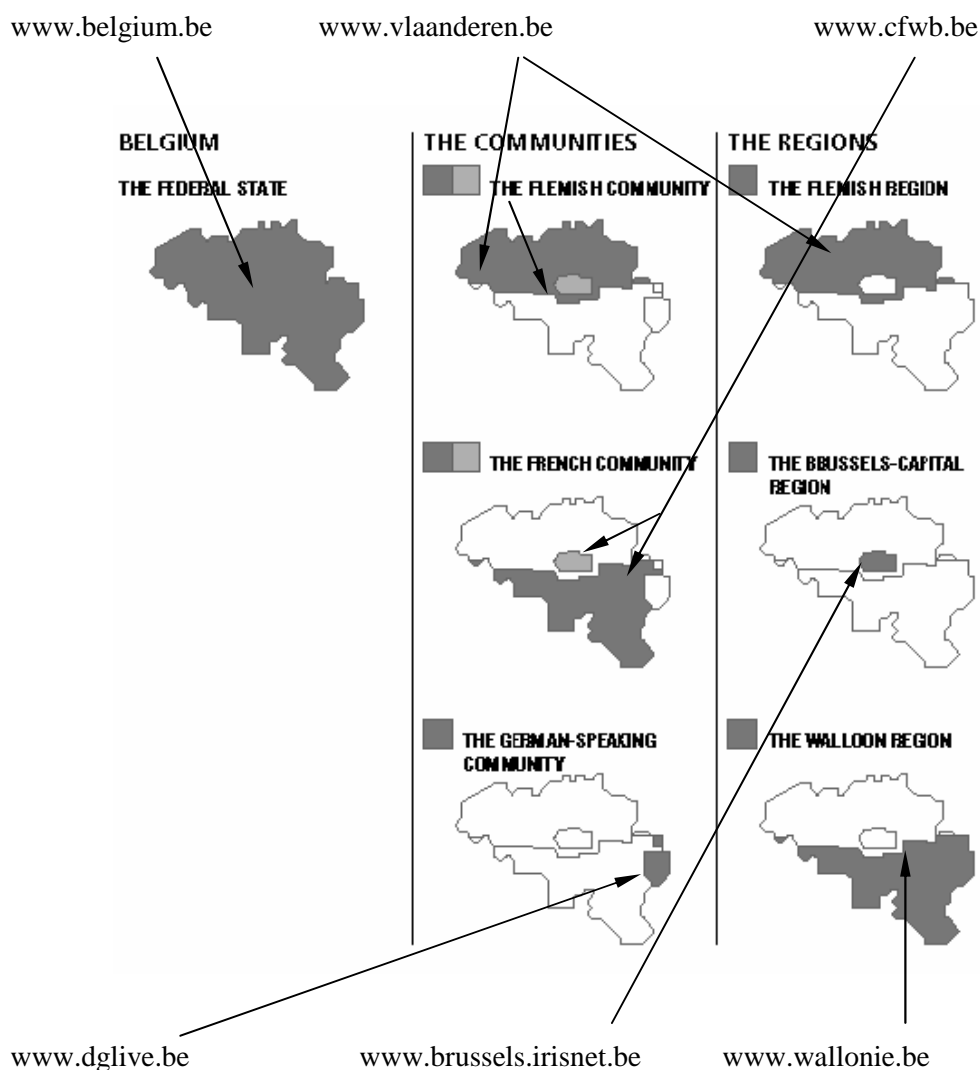 www.belgium.be
www.vlaanderen.be
www.cfwb.be
BELGIUM
THE FEDERAL STATE
THE COMMUNITIES
THE FLEMISH COMMUNITY
THE FRENCH COMMUNITY
THE GERMAN-SPEAKING
COMMUNITY
THE REGIONS
THE FLEMISH REGION
THE BRUSSELS-CAPITAL
REGION
THE WALLOON REGION
www.dglive.be
www.brussels.irisnet.be
www.wallonie.be